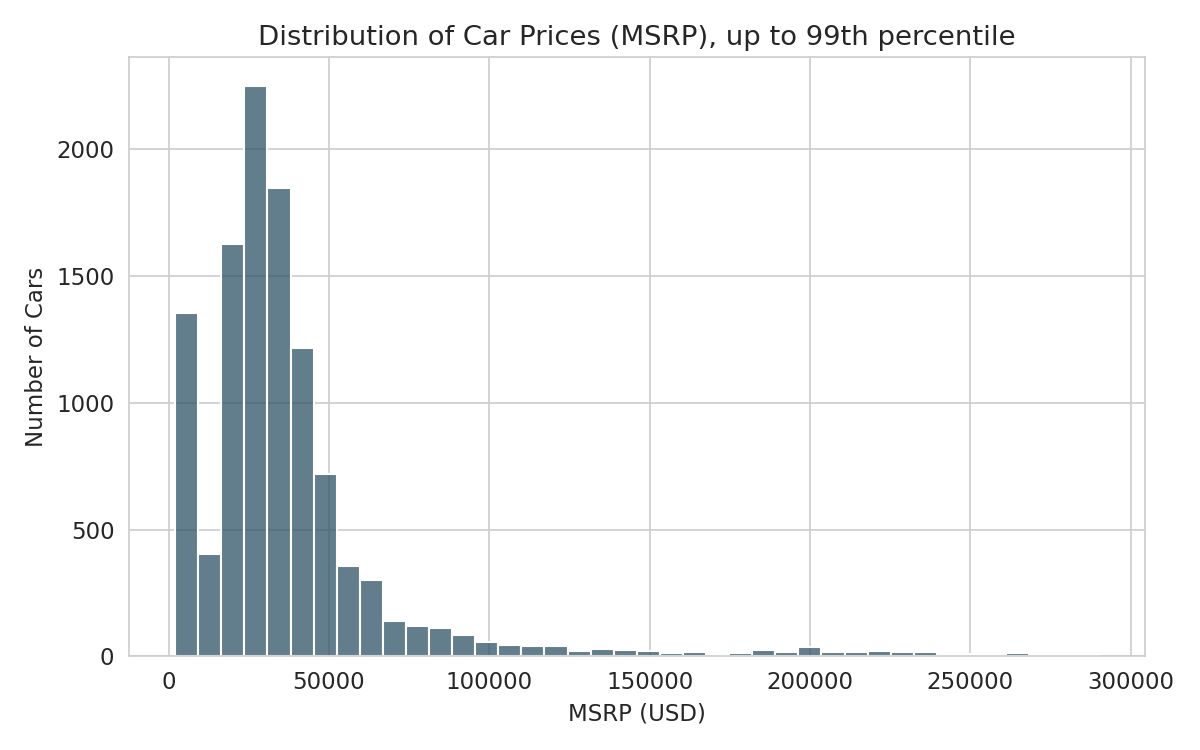 Distribution of Car Prices (MSRP), up to 99th percentile
Number of Cars
2000
1500
1000
500
0
0 50000 100000 150000 200000 250000 300000
MSRP (USD)